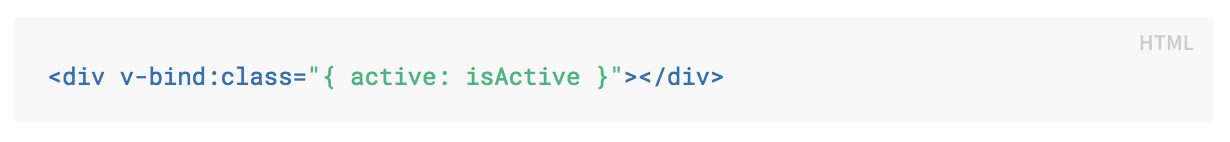 HTML
<div v-bind:class="{ active: isActive }"></div>